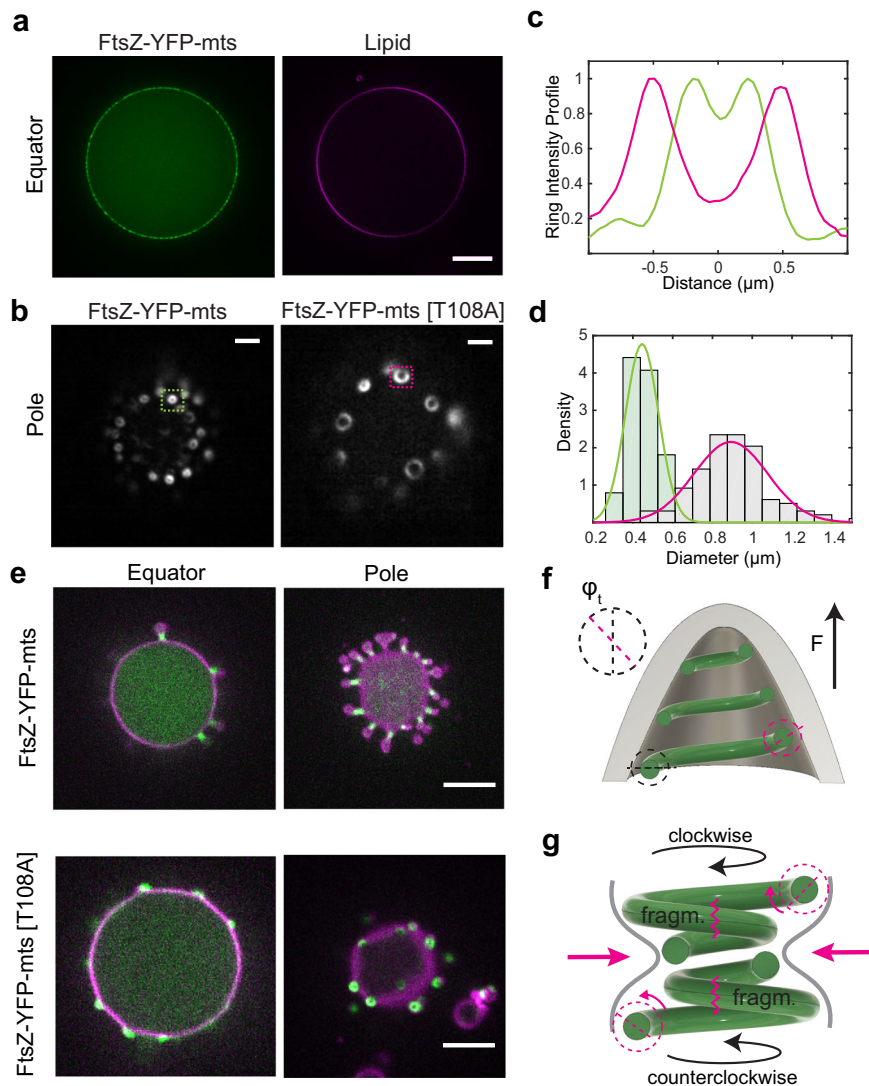 a
FtsZ-YFP-mts
Lipid
Equator
c
Ring Intensity Profile
1
0.8
0.6
0.4
0.2
-0.5
0
0.5
Distance (µm)
b
FtsZ-YFP-mts
FtsZ-YFP-mts [T108A]
Pole
d
Density
5
4
3
2
1
0
0.2
0.4
0.6
0.8
1
1.2
1.4
Diameter (µm)
e
Equator
Pole
FtsZ-YFP-mts
FtsZ-YFP-mts [T108A]
f
φt
F
g
clockwise
fragm.
fragm.
counterclockwise